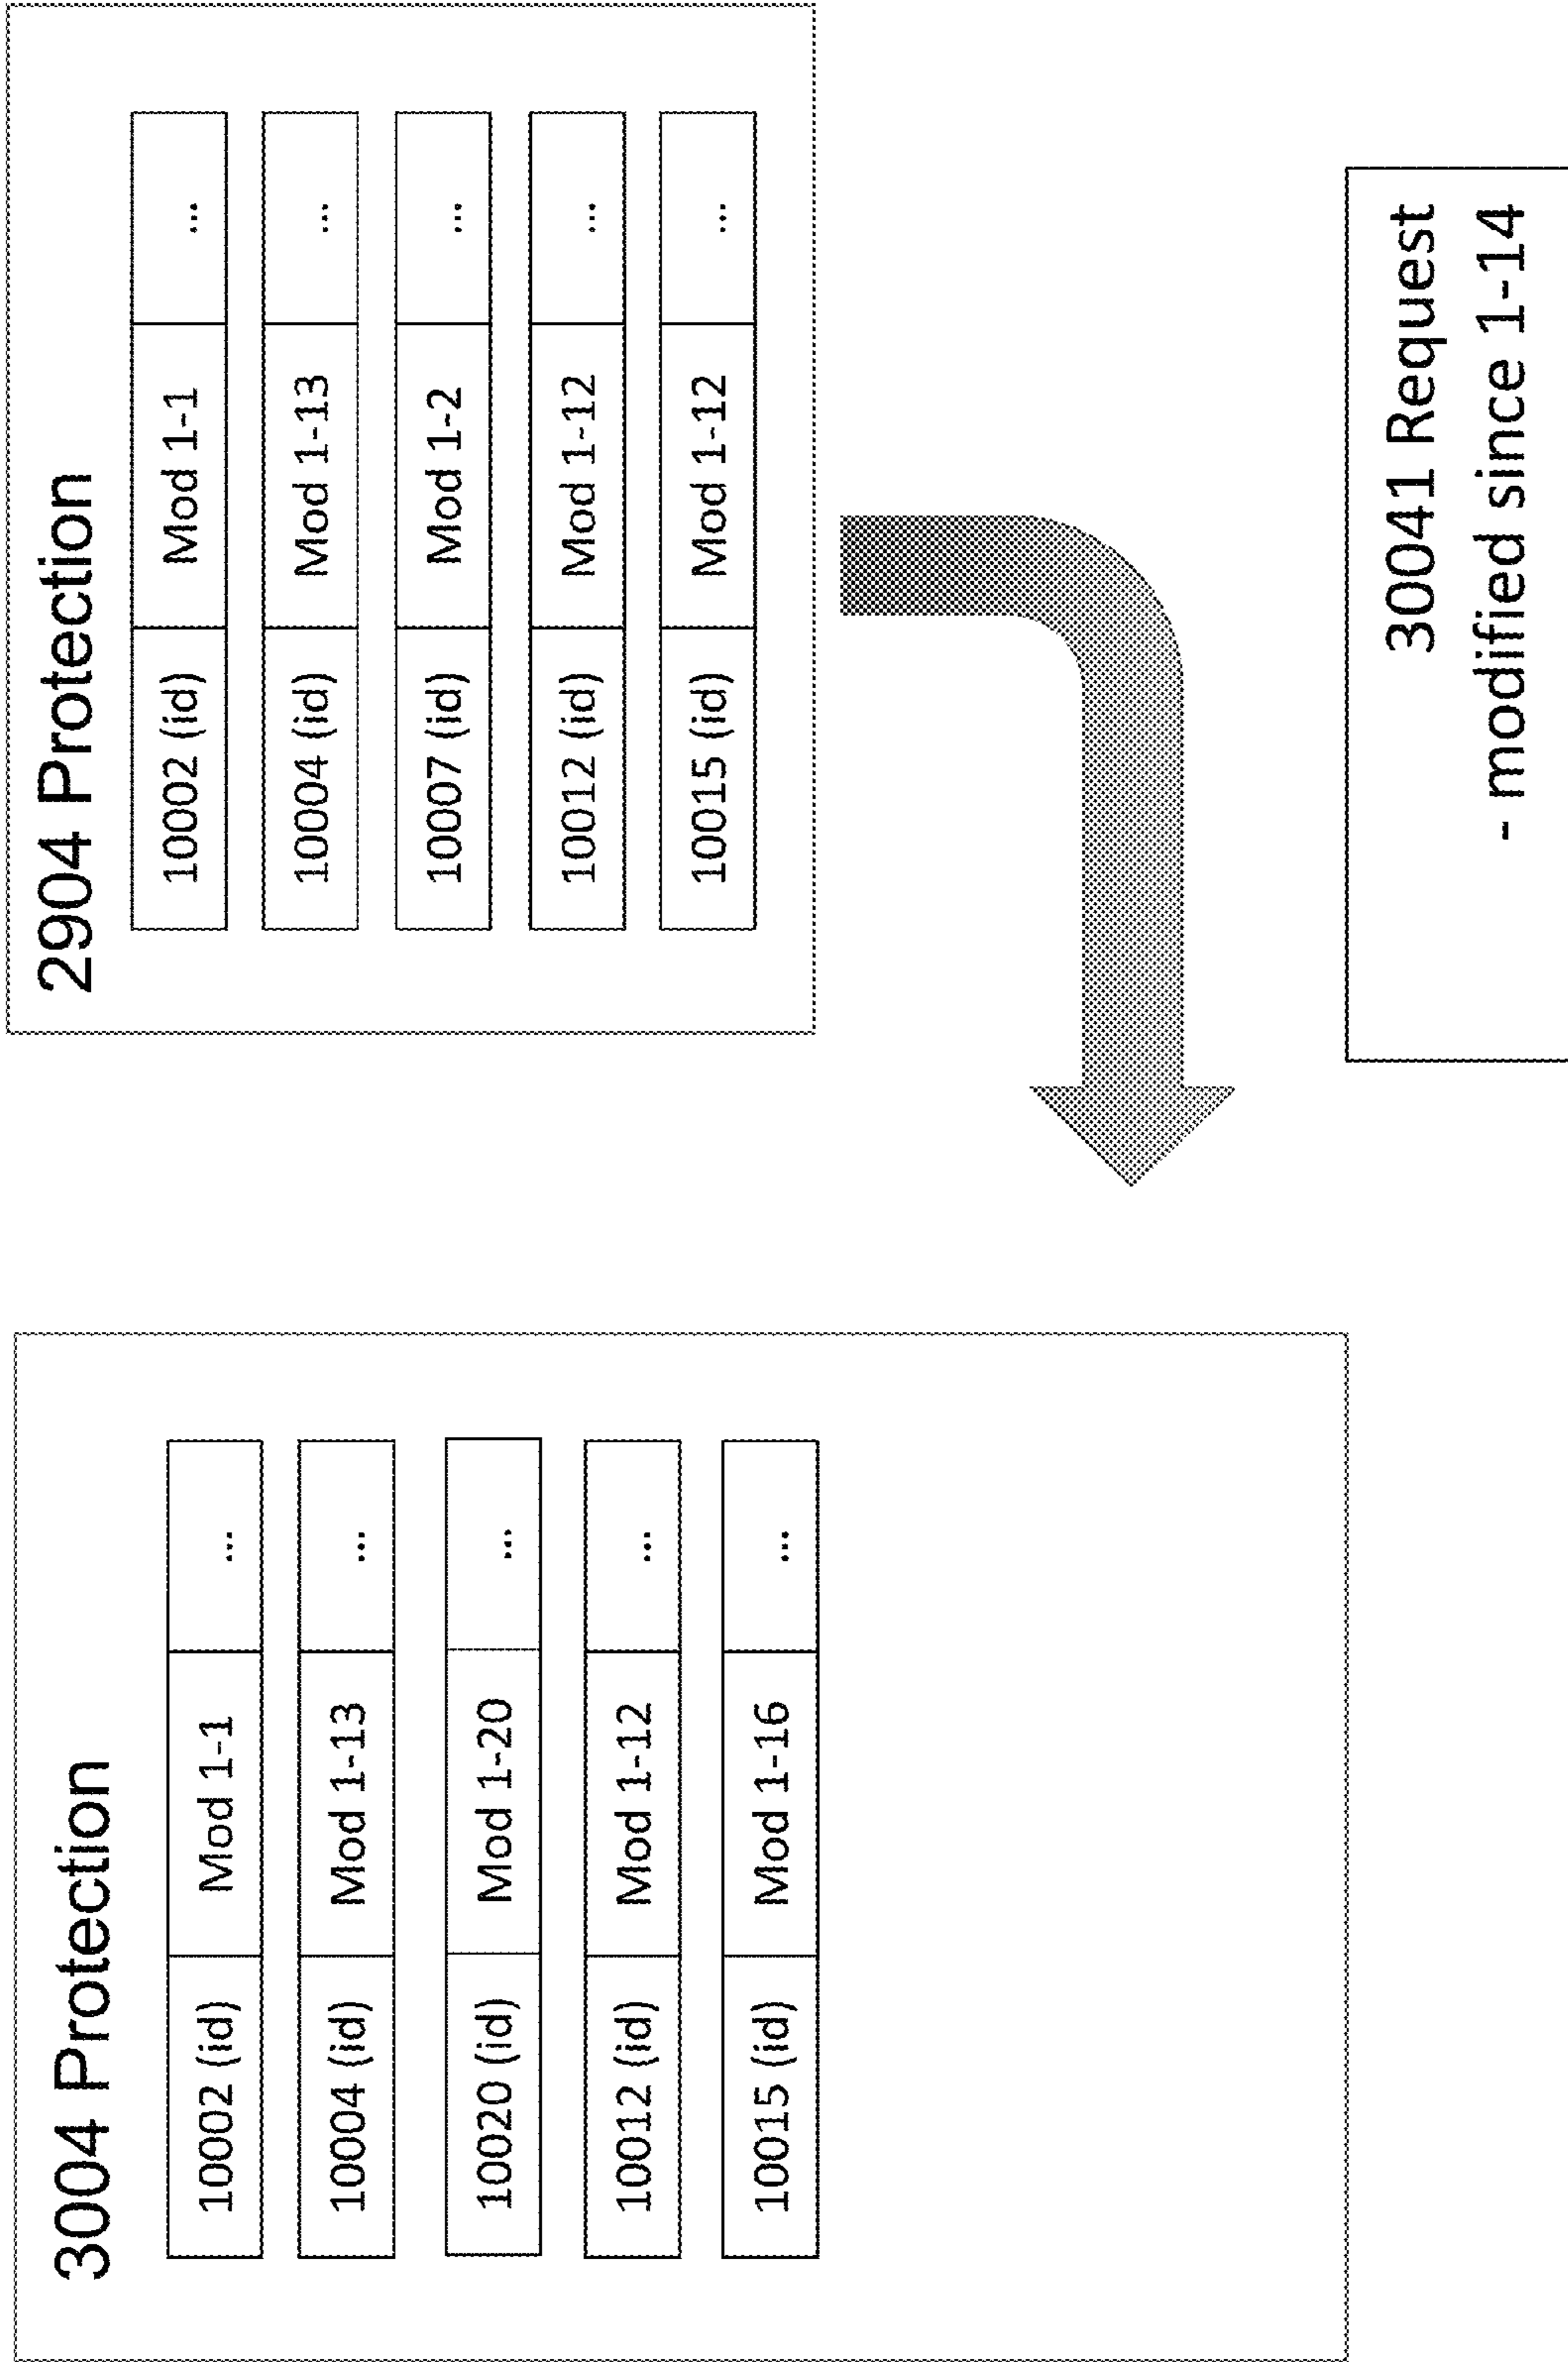 3004 Protection
10002 (id) Mod 1-1 ...
10004 (id) Mod 1-13 ...
10020 (id) Mod 1-20 ...
10012 (id) Mod 1-12 ...
10015 (id) Mod 1-16 ...
2904 Protection
10002 (id) Mod 1-1 ...
10004 (id) Mod 1-13 ...
10007 (id) Mod 1-2 ...
10012 (id) Mod 1-12 ...
10015 (id) Mod 1-12 ...
30041 Request
- modified since 1-14